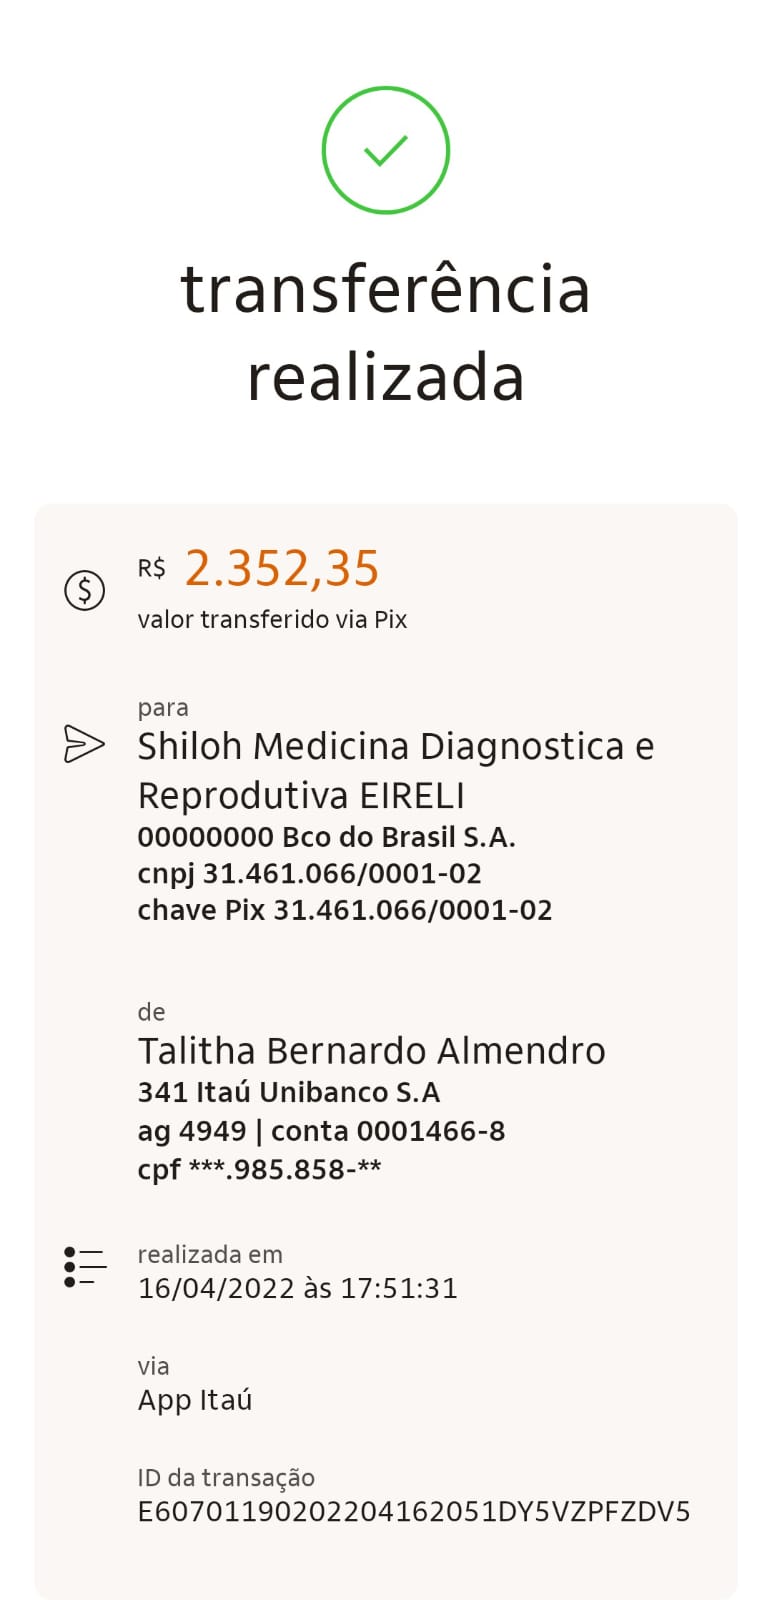 transferência
realizada
R$ 2.352,35
valor transferido via Pix
para
Shiloh Medicina Diagnostica e
Reprodutiva EIRELI
00000000 Bco do Brasil S.A.
cnpj 31.461.066/0001-02
chave Pix 31.461.066/0001-02
de
Talitha Bernardo Almendro
341 Itaú Unibanco S.A
ag 4949 | conta 0001466-8
cpf ***.985.858-**
realizada em
16/04/2022 às 17:51:31
via
App Itaú
ID da transação
E60701190202204162051DY5VZPFZDV5